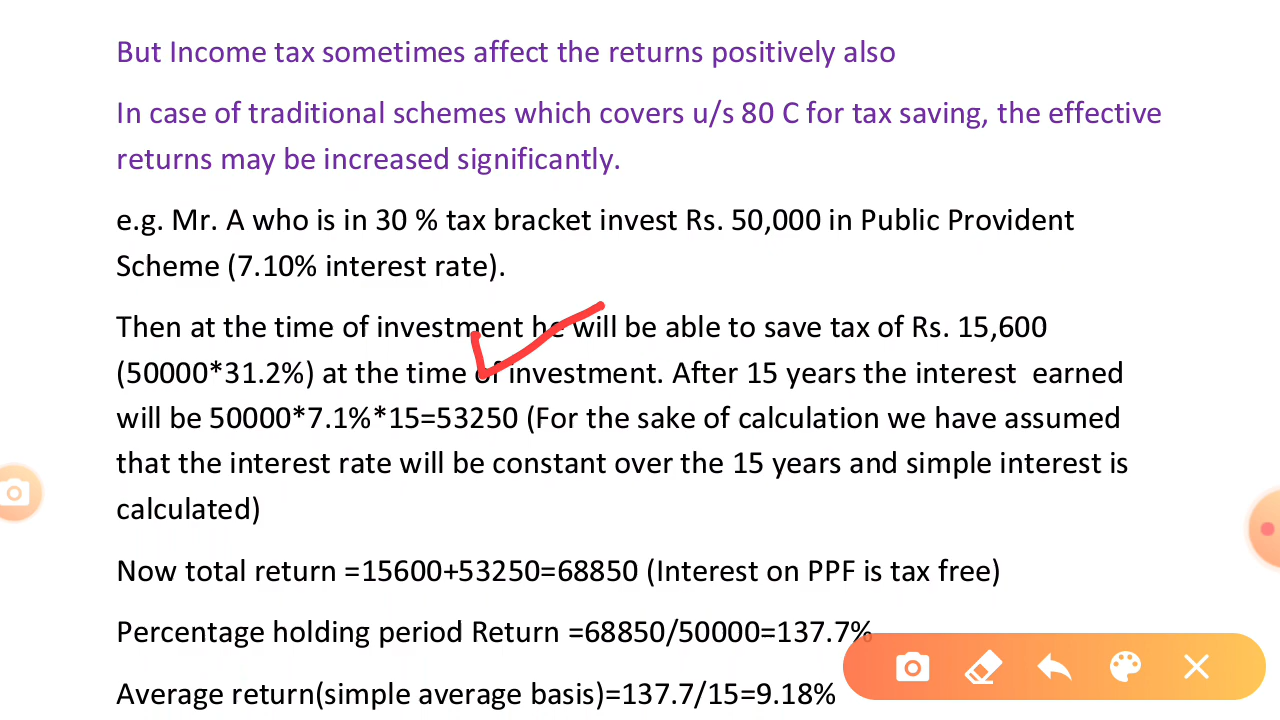 But Income tax sometimes affect the returns positively also
In case of traditional schemes which covers u/s 80 C for tax saving, the effective
returns may be increased significantly.
e.g. Mr. A who is in 30 % tax bracket invest Rs. 50,000 in Public Provident
Scheme (7.10% interest rate).
Then at the time of investment he will be able to save tax of Rs. 15,600
(50000*31.2%) at the time of investment. After 15 years the interest earned
will be 50000*7.1%*15=53250 (For the sake of calculation we have assumed
that the interest rate will be constant over the 15 years and simple interest is
calculated)
Now total return =15600+53250=68850 (Interest on PPF is tax free)
Percentage holding period Return =68850/50000=137.7%
Average return(simple average basis)=137.7/15=9.18%